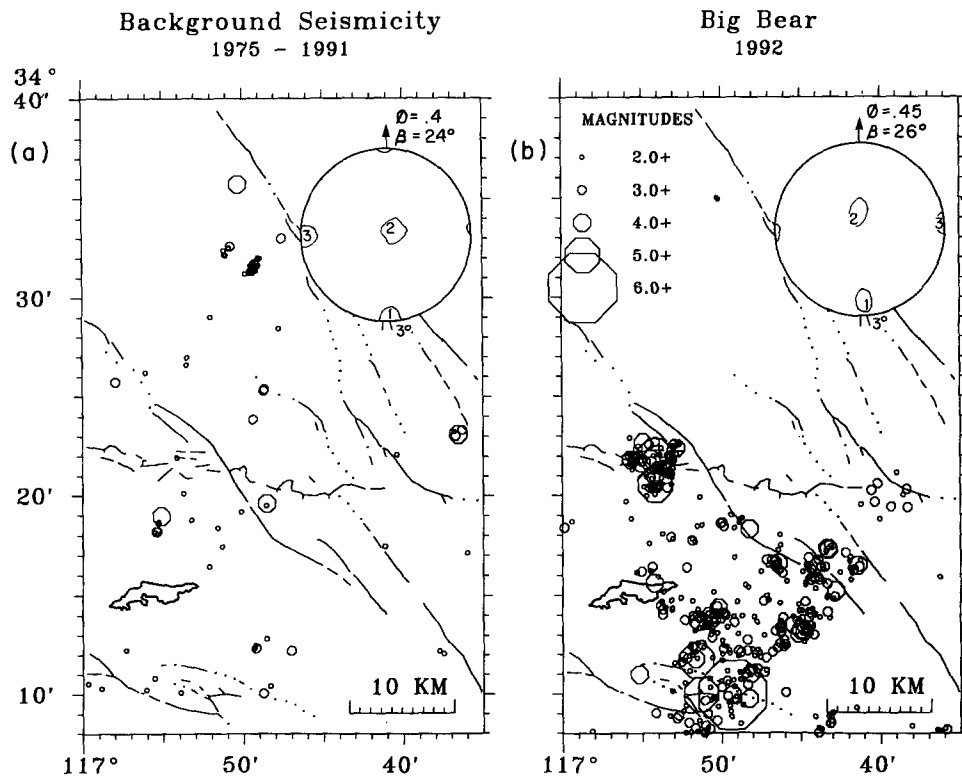 Background Seismicity
1975 – 1991
34°
40'
(a)
Ø=.4
β=24°
3
2
1
3°
30'
20'
10'
10 KM
117°
50'
40'
Big Bear
1992
(b)
MAGNITUDES
2.0+
3.0+
4.0+
5.0+
6.0+
Ø=.45
β=26°
2
3
1
3°
10 KM
117°
50'
40'